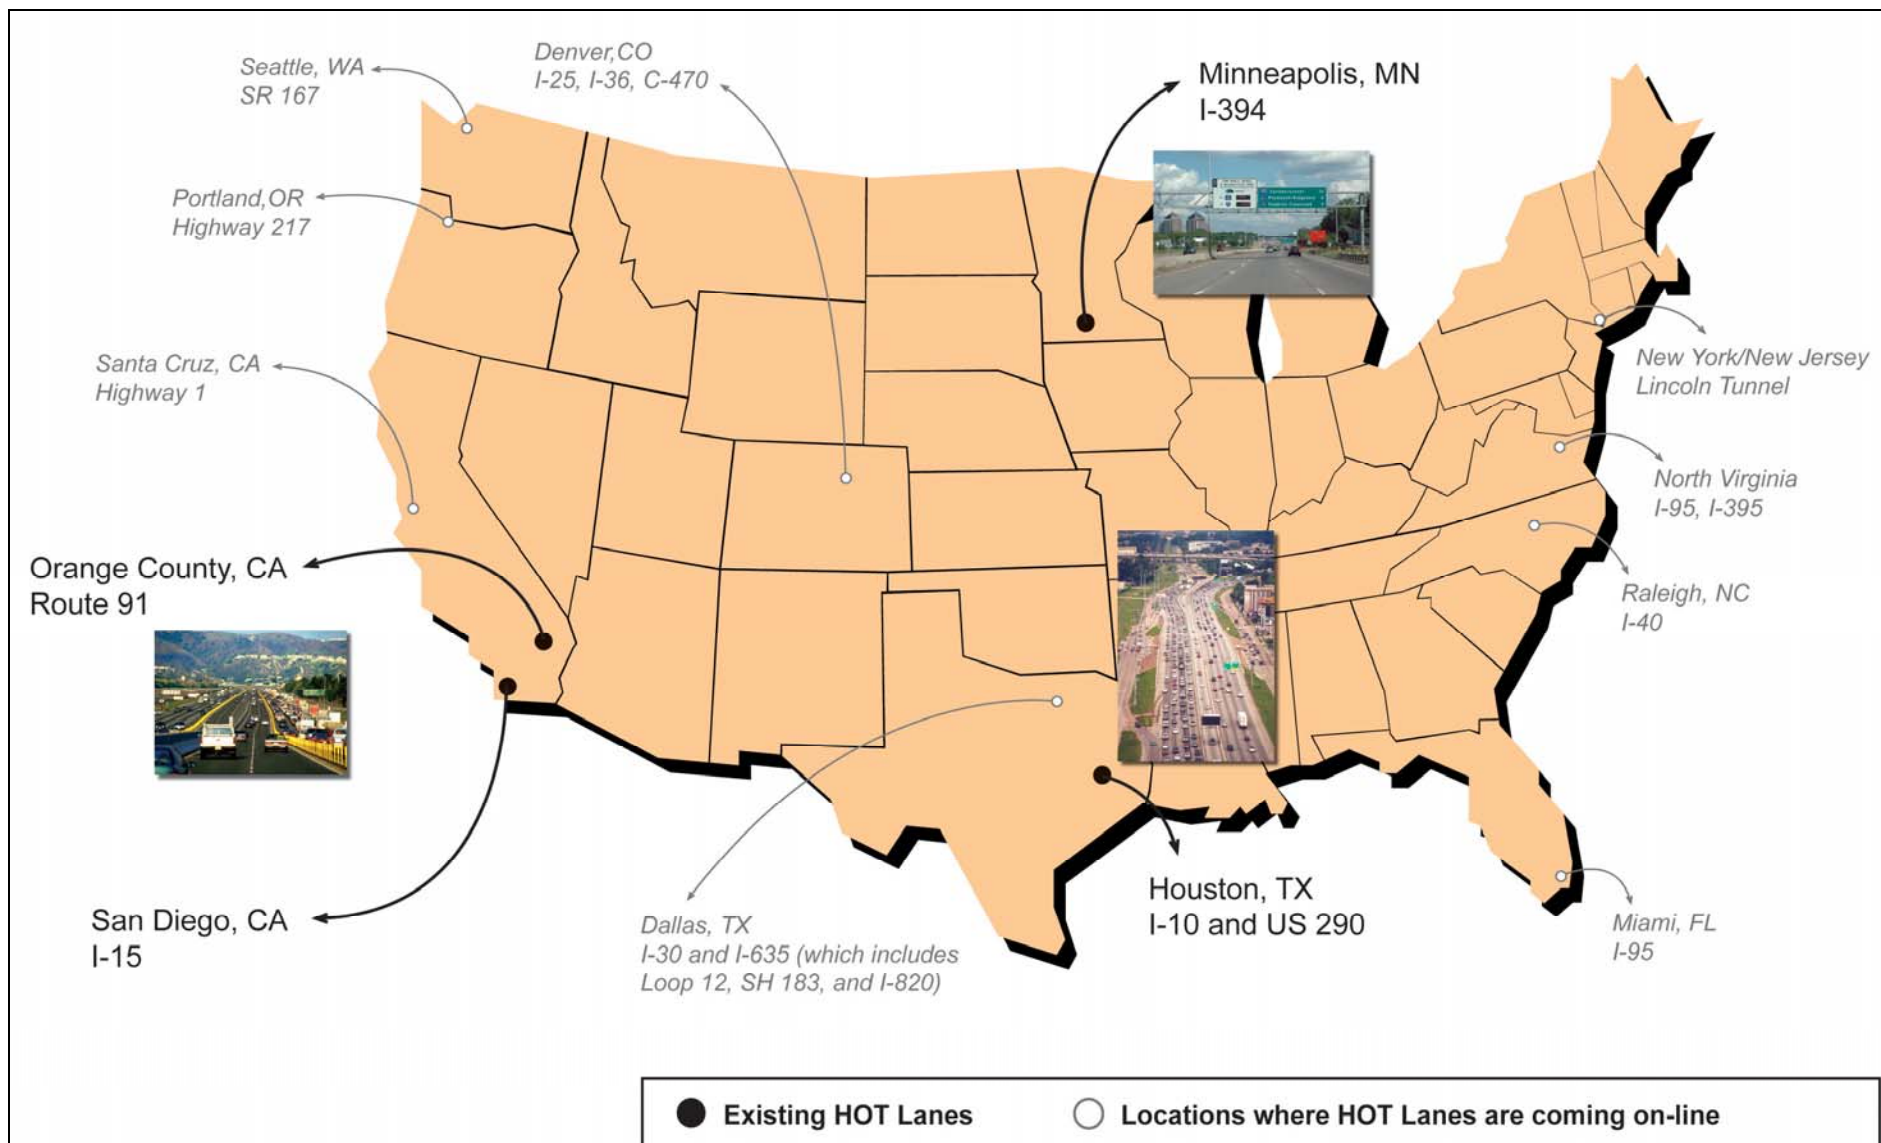 Seattle, WA
SR 167
Denver,CO
I-25, I-36, C-470
Minneapolis, MN
I-394
Portland,OR
Highway 217
Santa Cruz, CA
Highway 1
New York/New Jersey
Lincoln Tunnel
North Virginia
I-95, I-395
Orange County, CA
Route 91
Raleigh, NC
I-40
San Diego, CA
I-15
Dallas, TX
I-30 and I-635 (which includes
Loop 12, SH 183, and I-820)
Houston, TX
I-10 and US 290
Miami, FL
I-95
Existing HOT Lanes
Locations where HOT Lanes are coming on-line